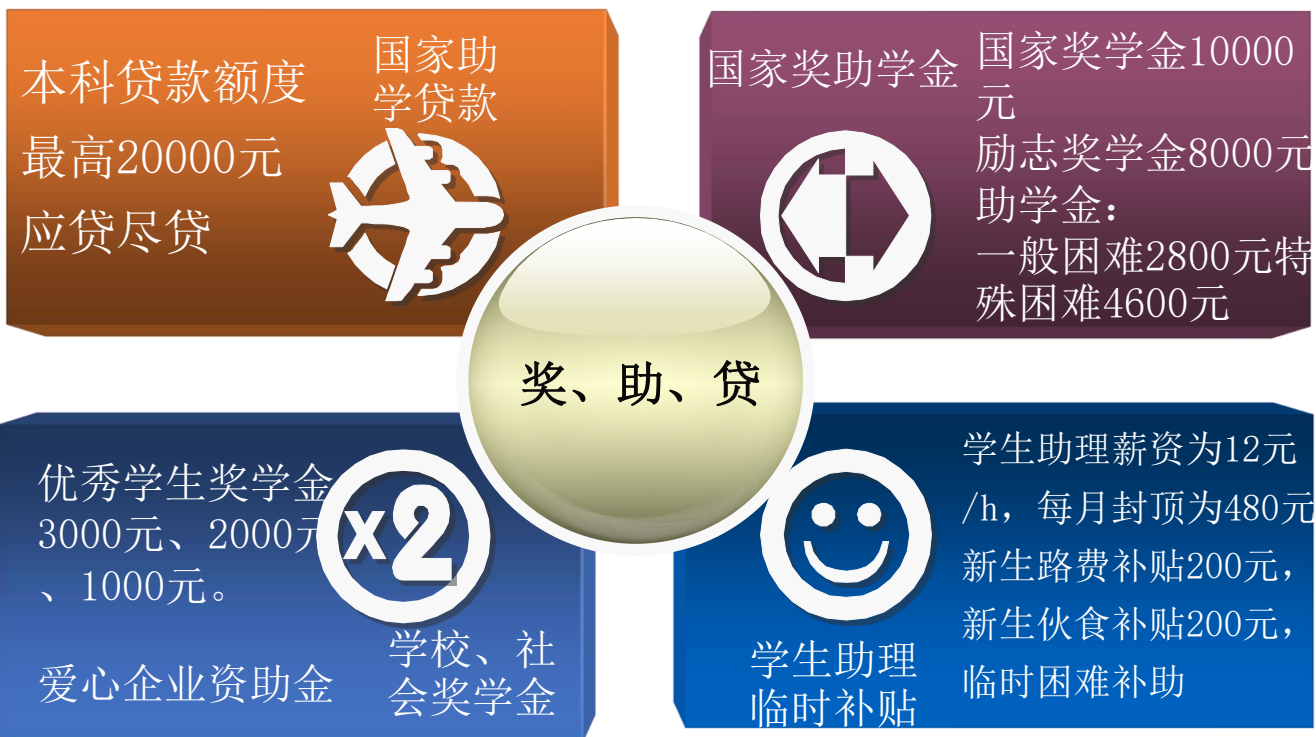 本科贷款额度
最高20000元
应贷尽贷
国家助
学贷款
国家奖助学金
国家奖学金10000
元
励志奖学金8000元
助学金：
一般困难2800元特
殊困难4600元
奖、助、贷
优秀学生奖学金
3000元、2000元
、1000元。
爱心企业资助金
x2
学校、社
会奖学金
学生助理
临时补贴
学生助理薪资为12元
/h，每月封顶为480元
新生路费补贴200元，
新生伙食补贴200元，
临时困难补助